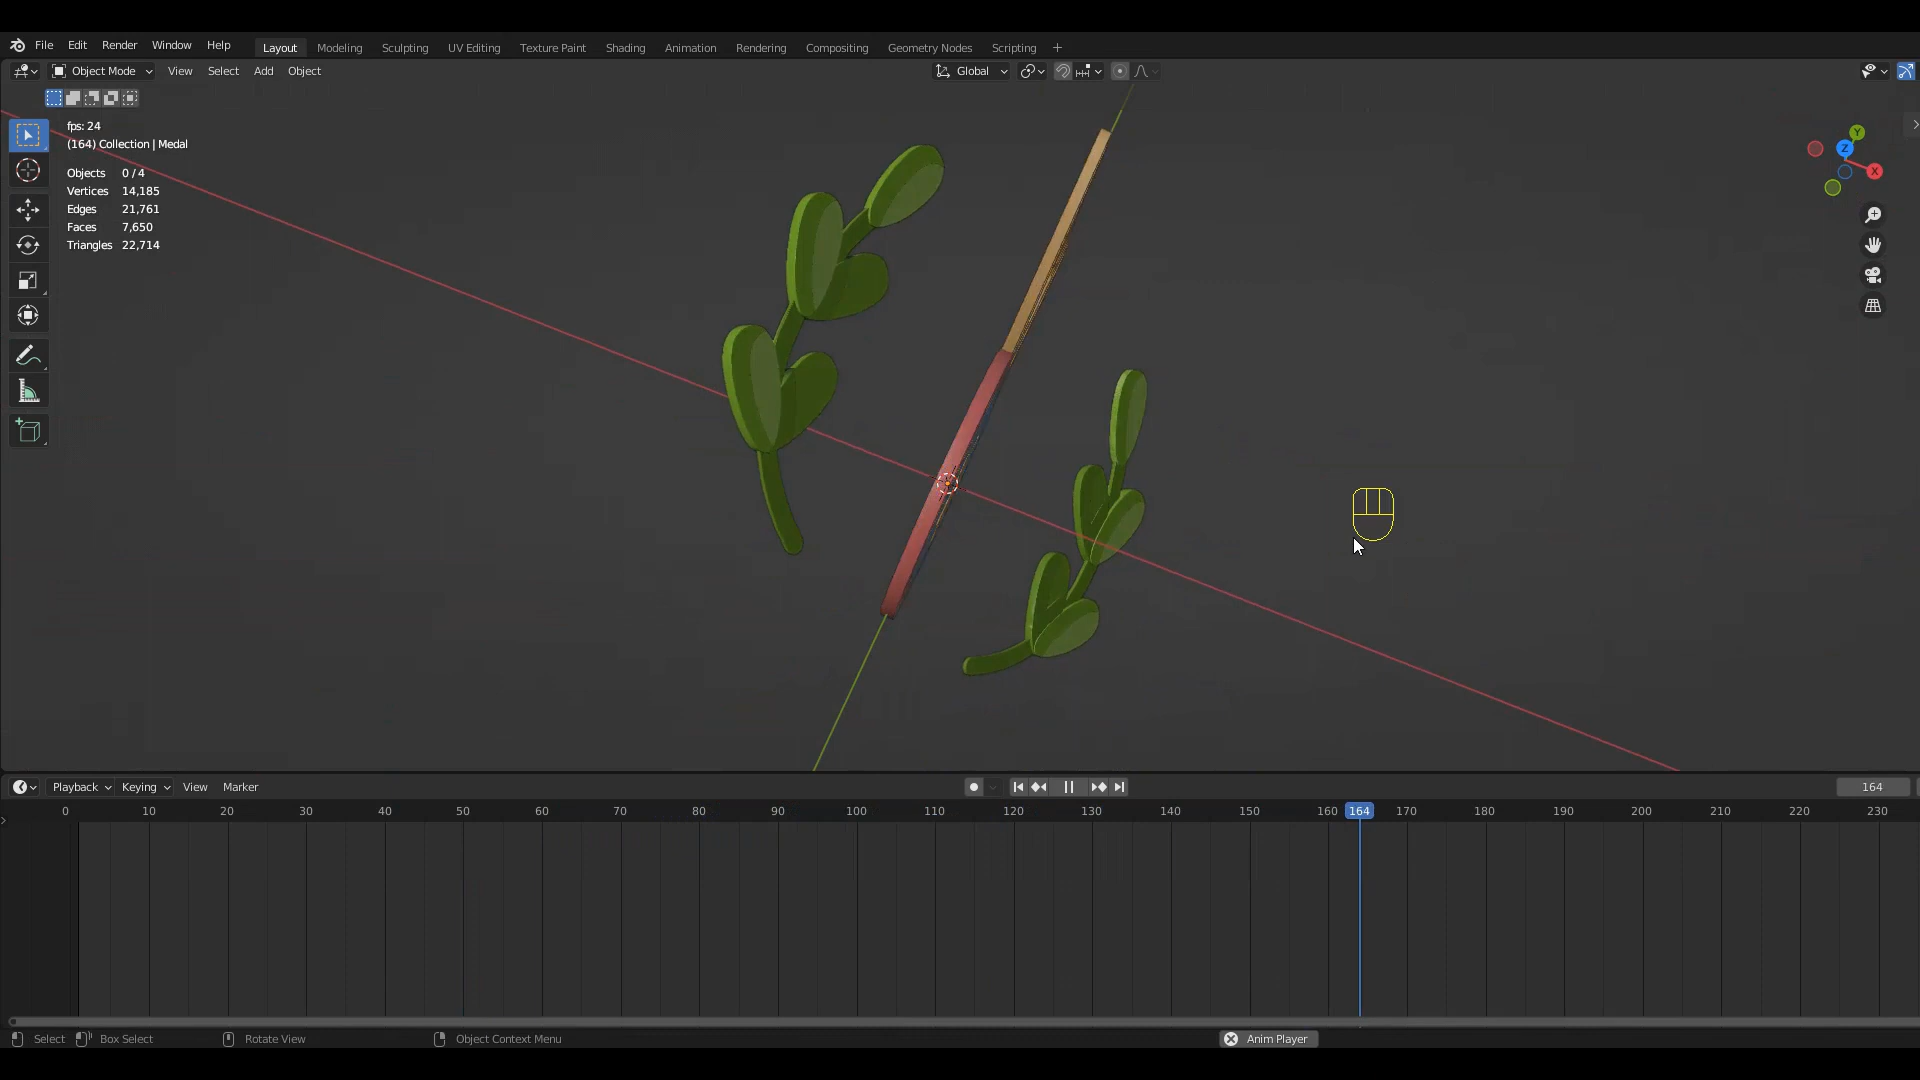 File Edit Render Window Help
Layout Modeling Sculpting UV Editing Texture Paint Shading Animation Rendering Compositing Geometry Nodes Scripting +
Object Mode View Select Add Object Global
fps: 24
(164) Collection | Medal
Objects 0 / 4
Vertices 14,185
Edges 21,761
Faces 7,650
Triangles 22,714
Y
Z
X
Playback Keying View Marker 164
0 10 20 30 40 50 60 70 80 90 100 110 120 130 140 150 160 164 170 180 190 200 210 220 230
Select Box Select Rotate View Object Context Menu Anim Player